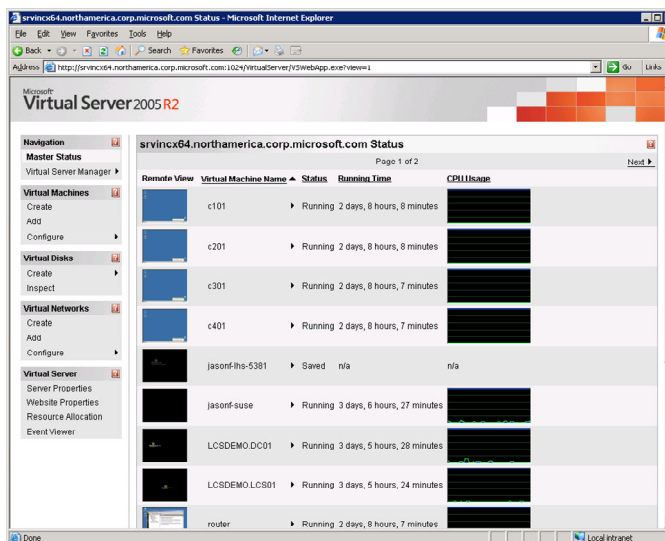 srvincx64.northamerica.corp.microsoft.com Status - Microsoft Internet Explorer
File Edit View Favorites Tools Help
Back Search Favorites
Address http://srvincx64.northamerica.corp.microsoft.com:1024/VirtualServer/VSWebApp.exe?view=1 Go Links
Microsoft
Virtual Server 2005 R2
Navigation
Master Status
Virtual Server Manager
Virtual Machines
Create
Add
Configure
Virtual Disks
Create
Inspect
Virtual Networks
Create
Add
Configure
Virtual Server
Server Properties
Website Properties
Resource Allocation
Event Viewer
srvincx64.northamerica.corp.microsoft.com Status
Page 1 of 2 Next
Remote View Virtual Machine Name Status Running Time CPU Usage
c101 Running 2 days, 8 hours, 8 minutes
c201 Running 2 days, 8 hours, 8 minutes
c301 Running 2 days, 8 hours, 7 minutes
c401 Running 2 days, 8 hours, 7 minutes
jasonf-lhs-5381 Saved n/a n/a
jasonf-suse Running 3 days, 6 hours, 27 minutes
LCSDEMO.DC01 Running 3 days, 5 hours, 28 minutes
LCSDEMO.LCS01 Running 3 days, 5 hours, 24 minutes
router Running 2 days, 8 hours, 7 minutes
Done Local intranet